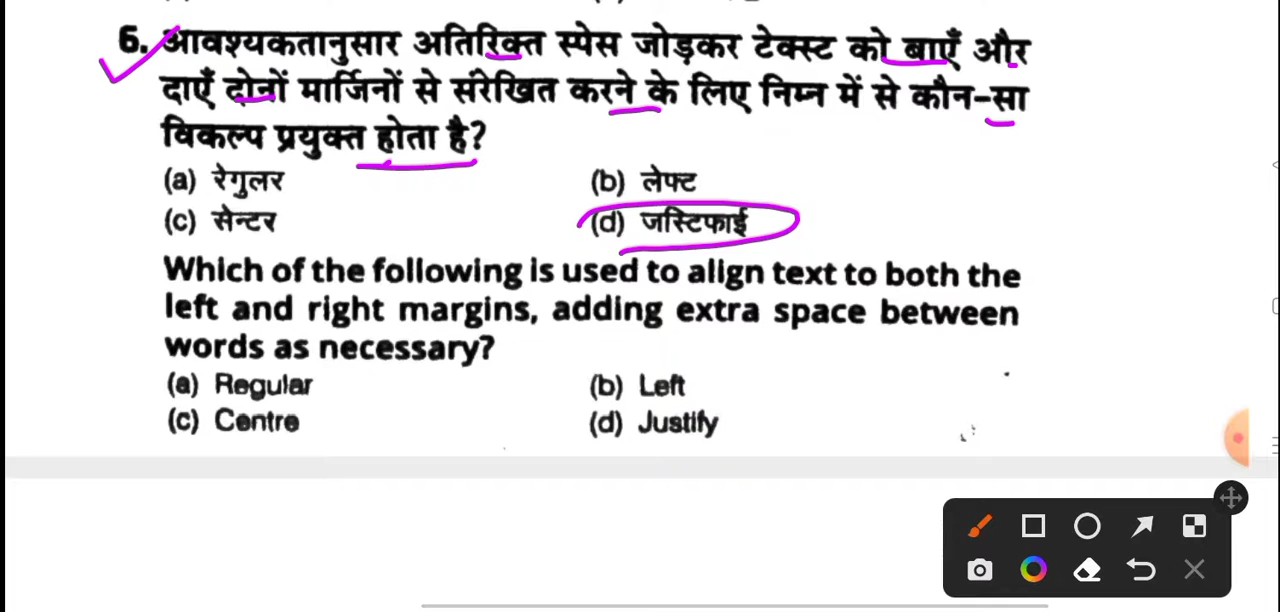 6. आवश्यकतानुसार अतिरिक्त स्पेस जोड़कर टेक्स्ट को बाएँ और
दाएँ दोनों मार्जिनों से संरेखित करने के लिए निम्न में से कौन-सा
विकल्प प्रयुक्त होता है?
(a) रेगुलर (b) लेफ्ट
(c) सेन्टर (d) जस्टिफाई
Which of the following is used to align text to both the
left and right margins, adding extra space between
words as necessary?
(a) Regular (b) Left
(c) Centre (d) Justify